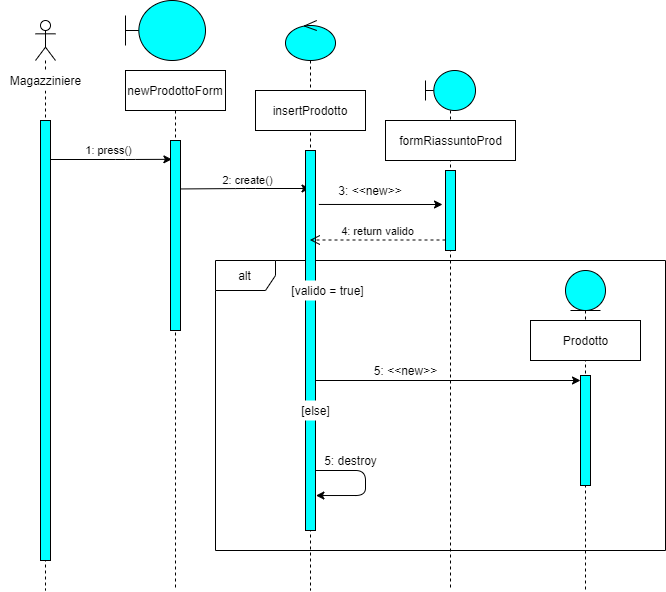 Magazziniere
newProdottoForm
insertProdotto
formRiassuntoProd
1: press()
2: create()
3: <<new>>
4: return valido
alt
[valido = true]
Prodotto
5: <<new>>
[else]
5: destroy